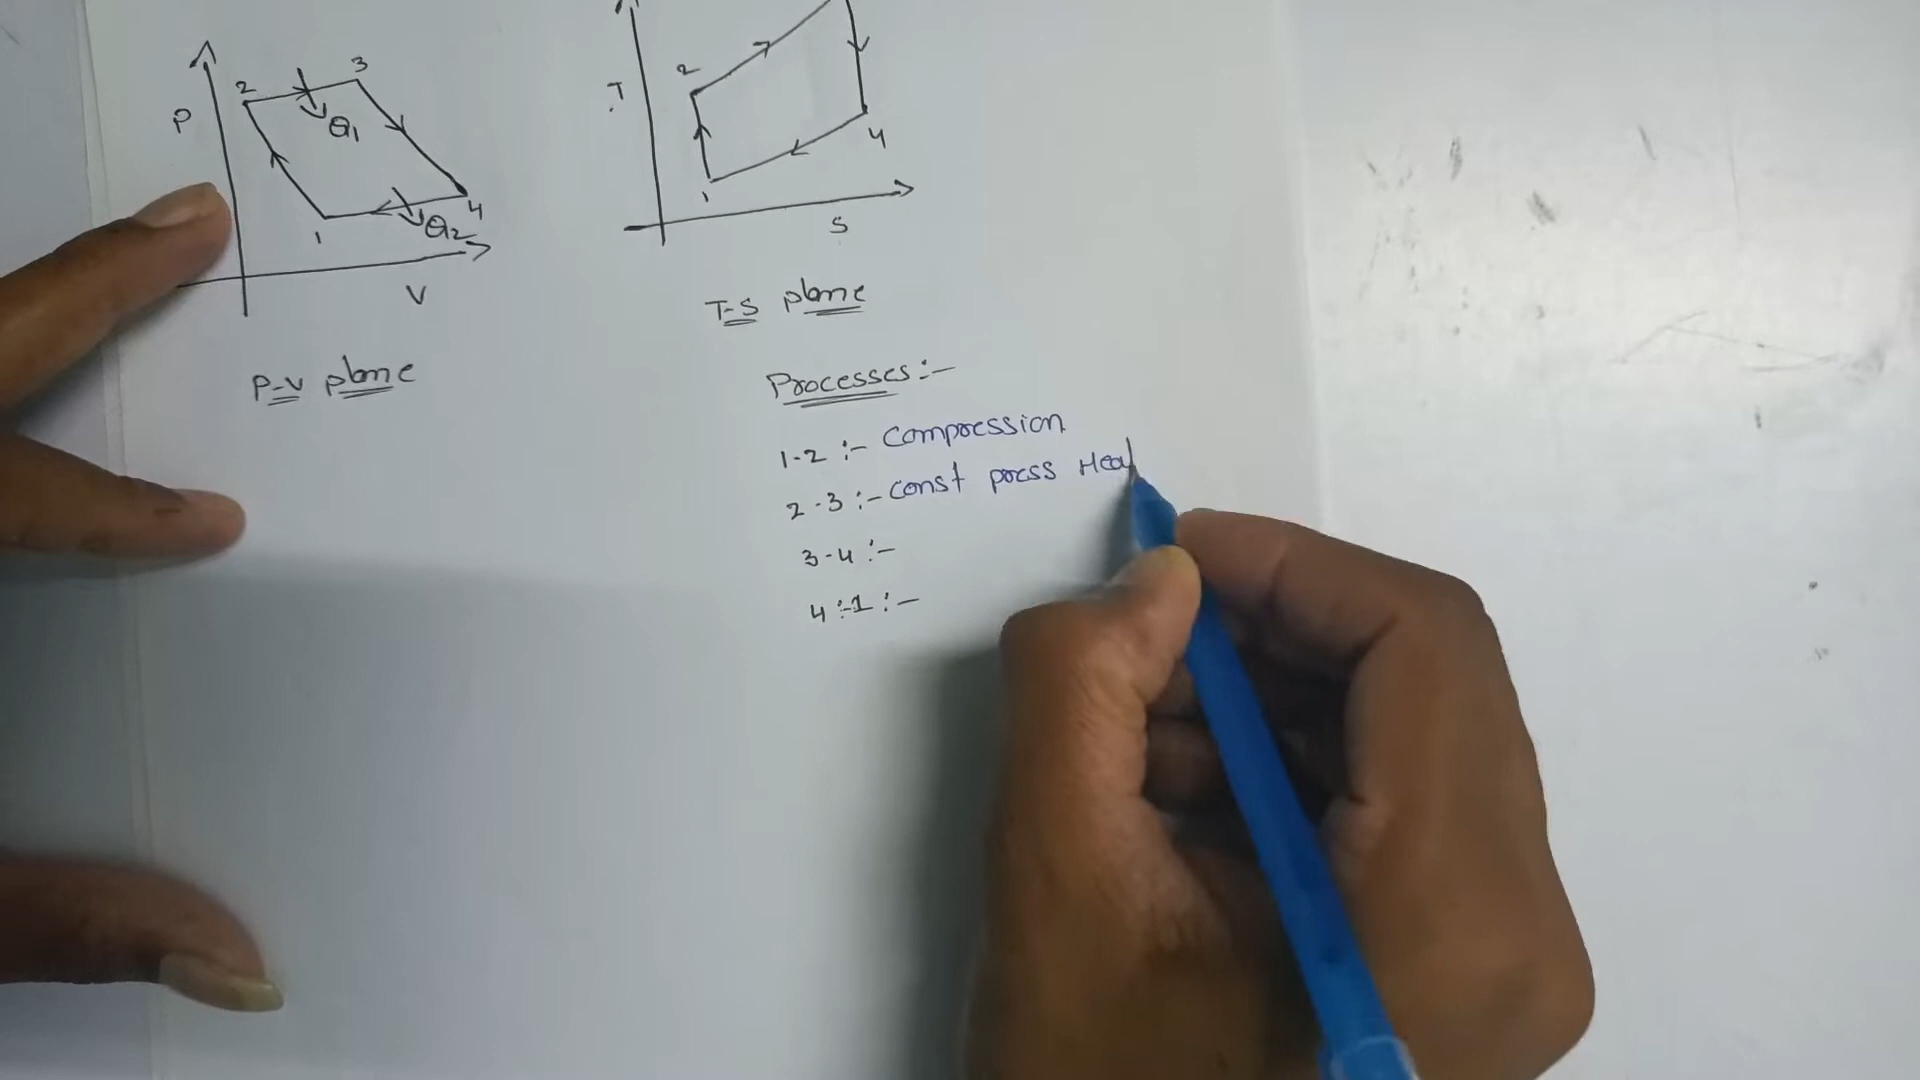 P
2
3
Q1
1
4
Q2
V
P-V plane
T
2
1
4
S
T-S plane
Processes :-
1-2 :- Compression
2-3 :- const press Heat
3-4 :-
4:-1 :-